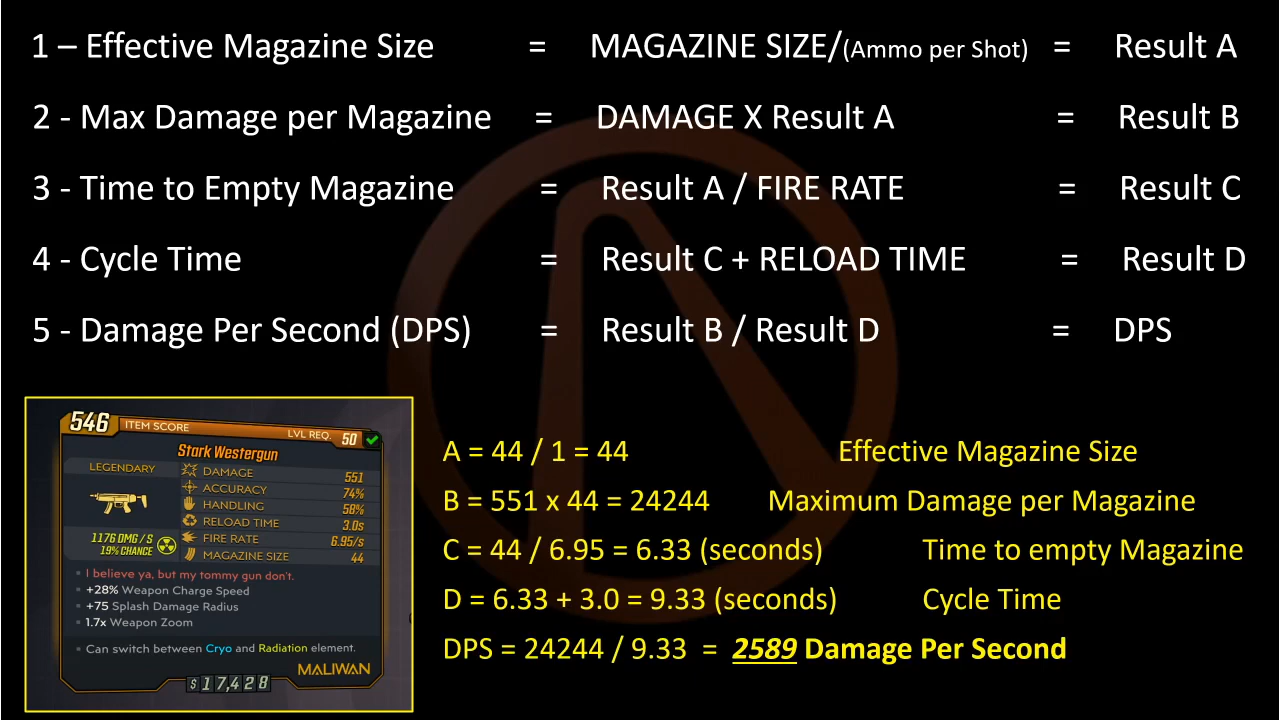 1 – Effective Magazine Size = MAGAZINE SIZE/(Ammo per Shot) = Result A
2 - Max Damage per Magazine = DAMAGE X Result A = Result B
3 - Time to Empty Magazine = Result A / FIRE RATE = Result C
4 - Cycle Time = Result C + RELOAD TIME = Result D
5 - Damage Per Second (DPS) = Result B / Result D = DPS
546 ITEM SCORE LVL REQ. 50
Stark Westergun
LEGENDARY
DAMAGE 551
ACCURACY 74%
HANDLING 58%
RELOAD TIME 3.0s
FIRE RATE 6.95/s
MAGAZINE SIZE 44
1176 DMG/S
19% CHANCE
I believe ya, but my tommy gun don't.
+28% Weapon Charge Speed
+75 Splash Damage Radius
1.7x Weapon Zoom
Can switch between Cryo and Radiation element.
MALIWAN
$ 17,428
A = 44 / 1 = 44 Effective Magazine Size
B = 551 x 44 = 24244 Maximum Damage per Magazine
C = 44 / 6.95 = 6.33 (seconds) Time to empty Magazine
D = 6.33 + 3.0 = 9.33 (seconds) Cycle Time
DPS = 24244 / 9.33 = 2589 Damage Per Second